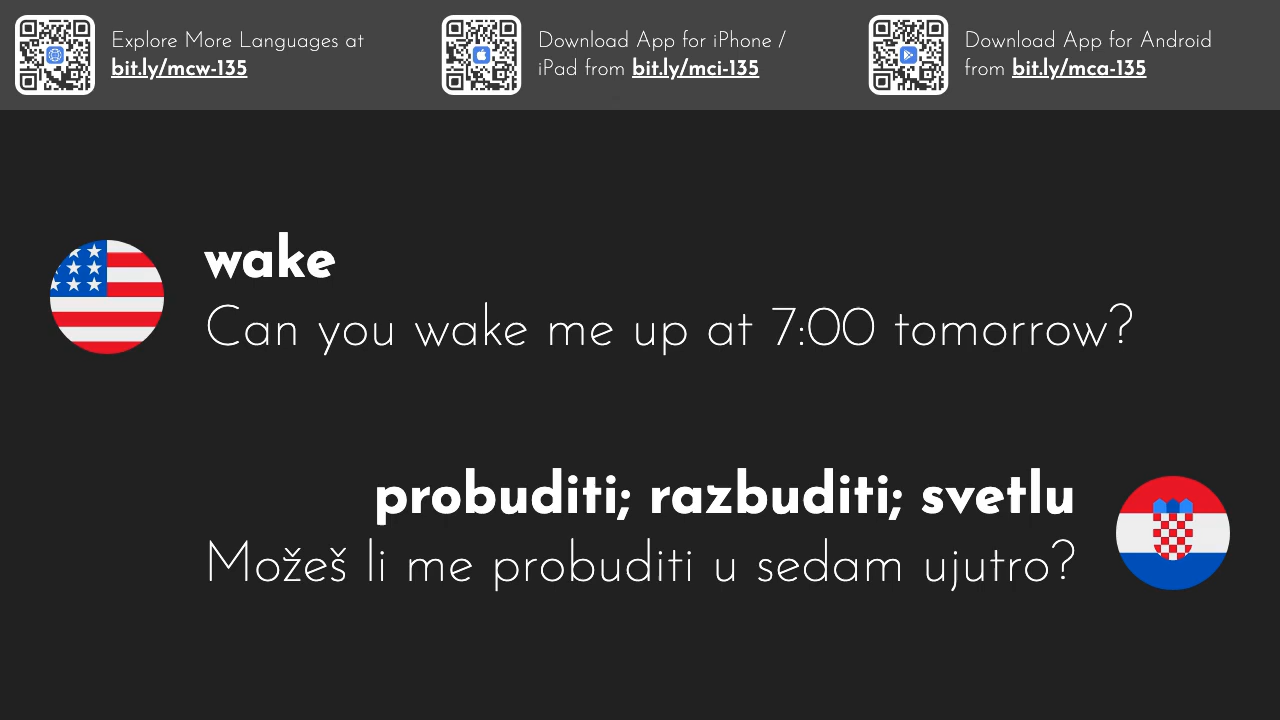 Explore More Languages at
bit.ly/mcw-135
Download App for iPhone /
iPad from bit.ly/mci-135
Download App for Android
from bit.ly/mca-135
wake
Can you wake me up at 7:00 tomorrow?
probuditi; razbuditi; svetlu
Možeš li me probuditi u sedam ujutro?